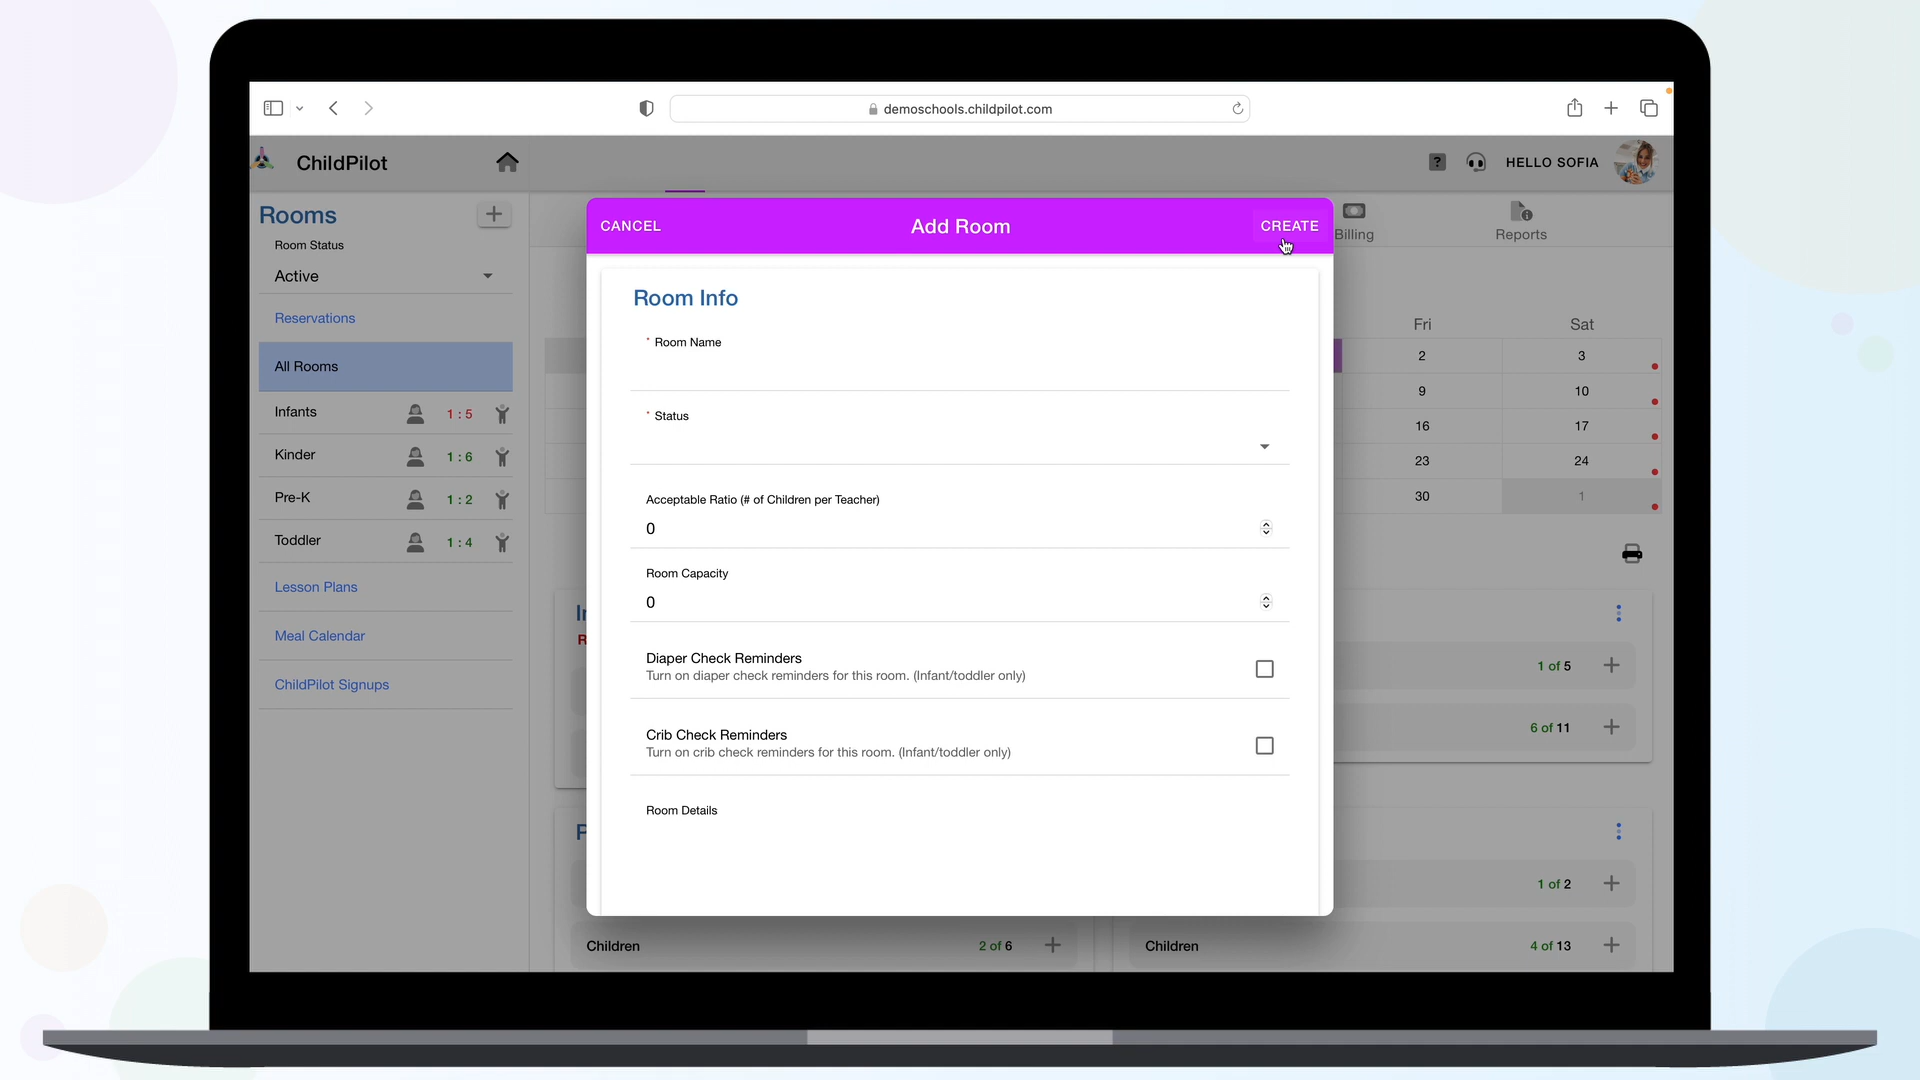 demoschools.childpilot.com
ChildPilot
?
HELLO SOFIA
Rooms
Room Status
Active
Reservations
All Rooms
Infants 1 : 5
Kinder 1 : 6
Pre-K 1 : 2
Toddler 1 : 4
Lesson Plans
Meal Calendar
ChildPilot Signups
CANCEL
Add Room
CREATE
Room Info
* Room Name
* Status
Acceptable Ratio (# of Children per Teacher)
0
Room Capacity
0
Diaper Check Reminders
Turn on diaper check reminders for this room. (Infant/toddler only)
Crib Check Reminders
Turn on crib check reminders for this room. (Infant/toddler only)
Room Details
Billing
Reports
Fri Sat
2 3
9 10
16 17
23 24
30 1
1 of 5
6 of 11
1 of 2
Children 2 of 6
Children 4 of 13